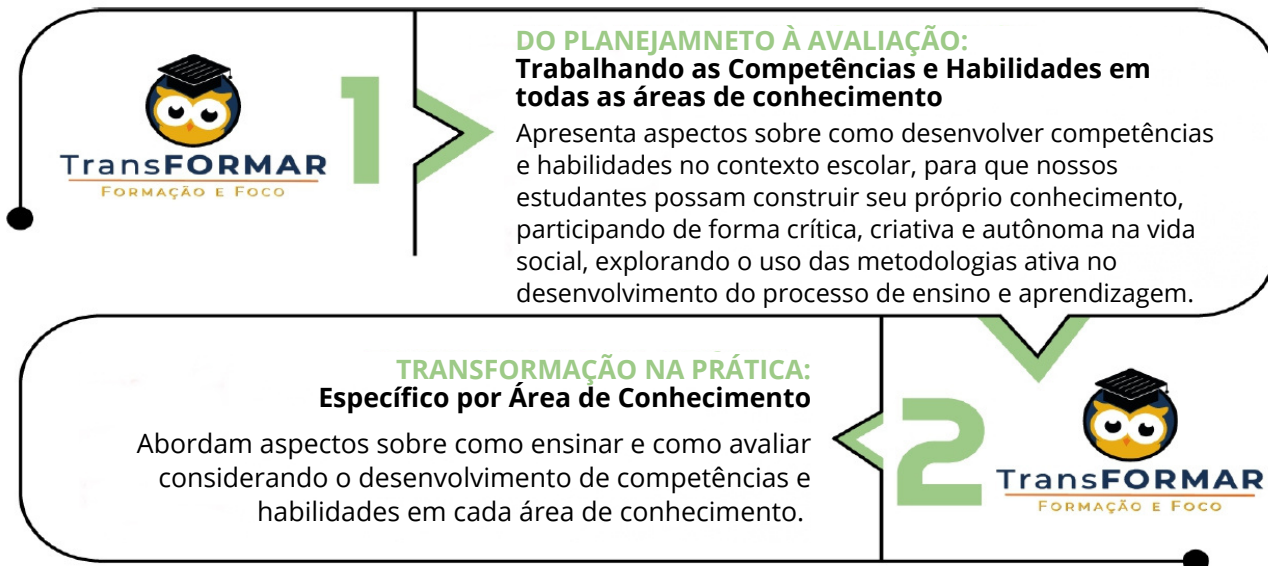 1
TransFORMAR
FORMAÇÃO E FOCO
DO PLANEJAMNETO À AVALIAÇÃO:
Trabalhando as Competências e Habilidades em
todas as áreas de conhecimento
Apresenta aspectos sobre como desenvolver competências
e habilidades no contexto escolar, para que nossos
estudantes possam construir seu próprio conhecimento,
participando de forma crítica, criativa e autônoma na vida
social, explorando o uso das metodologias ativa no
desenvolvimento do processo de ensino e aprendizagem.
TRANSFORMAÇÃO NA PRÁTICA:
Específico por Área de Conhecimento
Abordam aspectos sobre como ensinar e como avaliar
considerando o desenvolvimento de competências e
habilidades em cada área de conhecimento.
2
TransFORMAR
FORMAÇÃO E FOCO